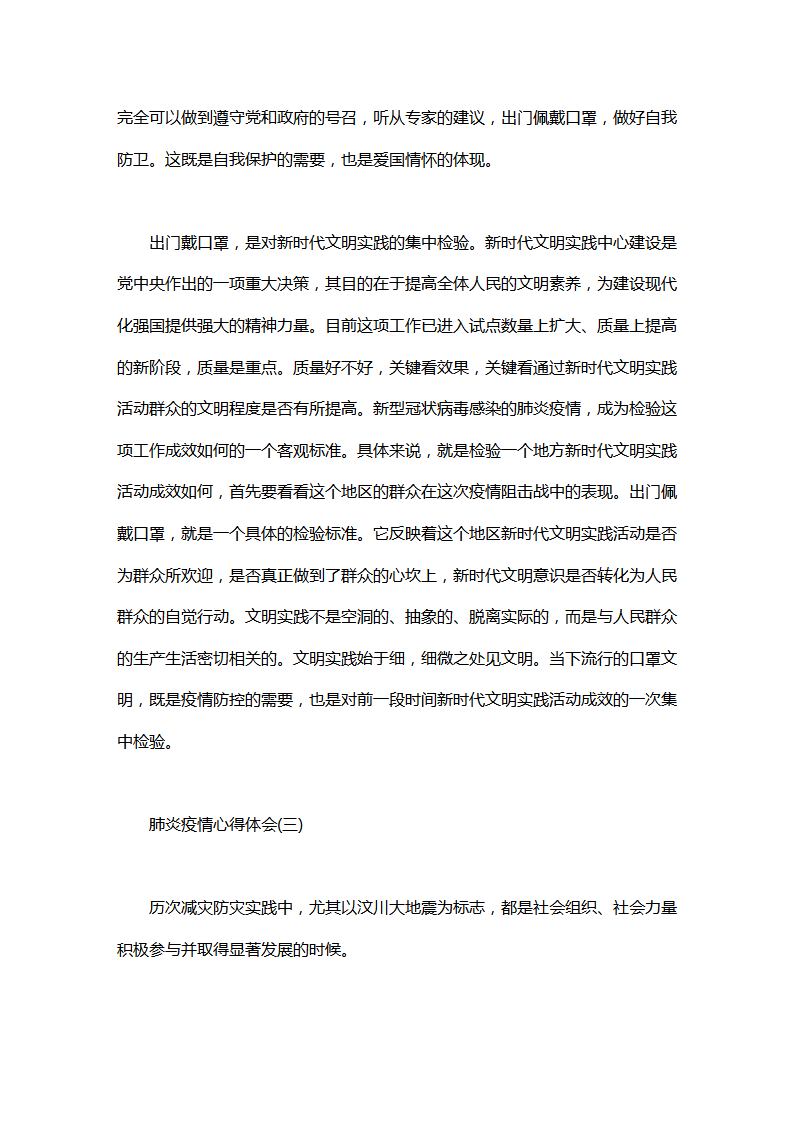 完全可以做到遵守党和政府的号召，听从专家的建议，出门佩戴口罩，做好自我
防卫。这既是自我保护的需要，也是爱国情怀的体现。
出门戴口罩，是对新时代文明实践的集中检验。新时代文明实践中心建设是
党中央作出的一项重大决策，其目的在于提高全体人民的文明素养，为建设现代
化强国提供强大的精神力量。目前这项工作已进入试点数量上扩大、质量上提高
的新阶段，质量是重点。质量好不好，关键看效果，关键看通过新时代文明实践
活动群众的文明程度是否有所提高。新型冠状病毒感染的肺炎疫情，成为检验这
项工作成效如何的一个客观标准。具体来说，就是检验一个地方新时代文明实践
活动成效如何，首先要看看这个地区的群众在这次疫情阻击战中的表现。出门佩
戴口罩，就是一个具体的检验标准。它反映着这个地区新时代文明实践活动是否
为群众所欢迎，是否真正做到了群众的心坎上，新时代文明意识是否转化为人民
群众的自觉行动。文明实践不是空洞的、抽象的、脱离实际的，而是与人民群众
的生产生活密切相关的。文明实践始于细，细微之处见文明。当下流行的口罩文
明，既是疫情防控的需要，也是对前一段时间新时代文明实践活动成效的一次集
中检验。
肺炎疫情心得体会(三)
历次减灾防灾实践中，尤其以汶川大地震为标志，都是社会组织、社会力量
积极参与并取得显著发展的时候。